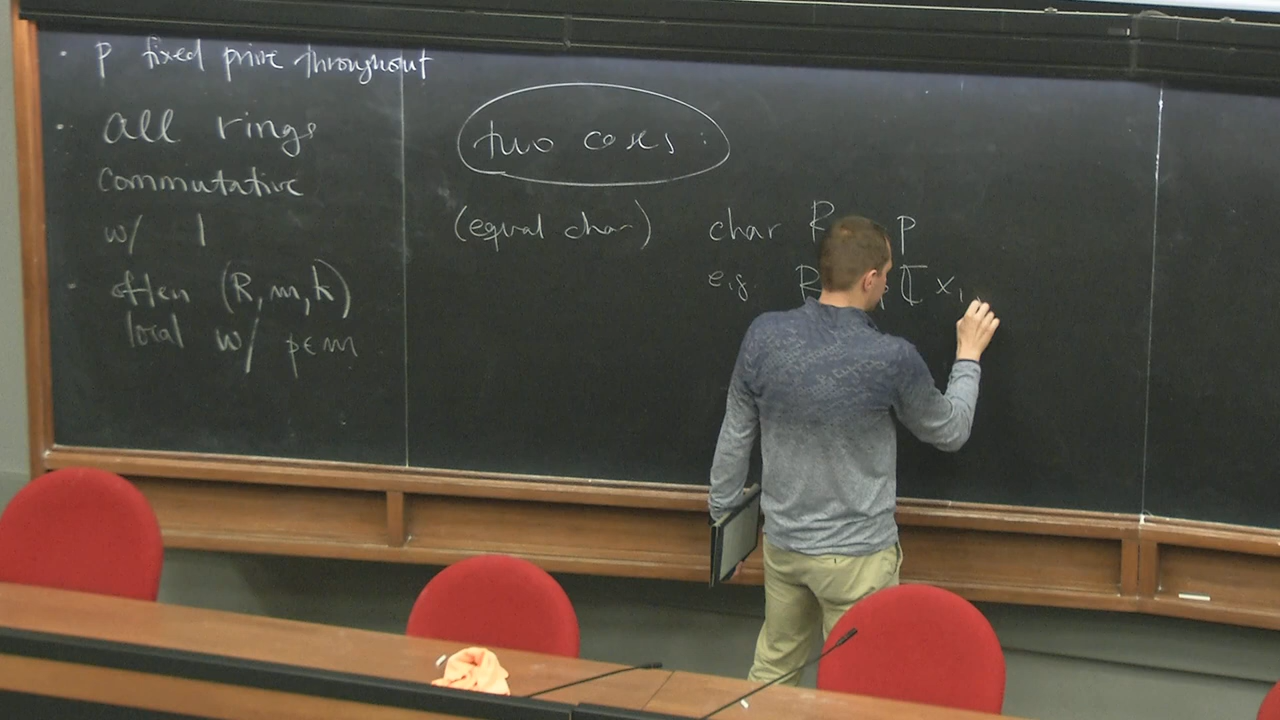 · p fixed prime throughout
· all rings
commutative
w/ 1
· often (R, m, k)
local w/ p ∈ m
two cases:
(equal char) char R p
e.g. R [ x₁